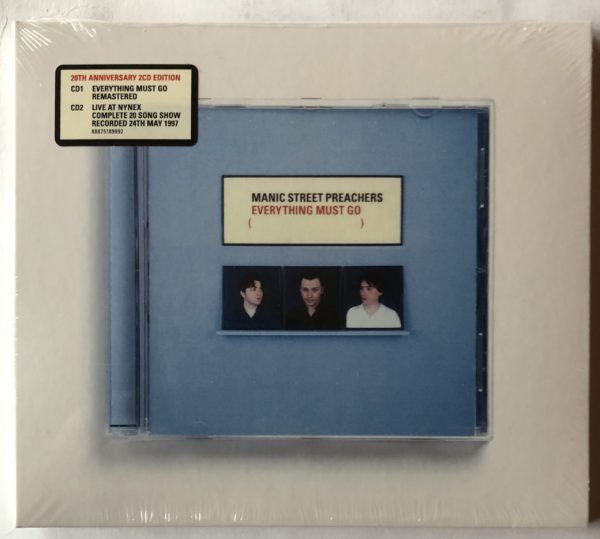 20TH ANNIVERSARY 2CD EDITION
CD1 EVERYTHING MUST GO
REMASTERED
CD2 LIVE AT NYNEX
COMPLETE 20 SONG SHOW
RECORDED 24TH MAY 1997
88875189992
MANIC STREET PREACHERS
EVERYTHING MUST GO
( )